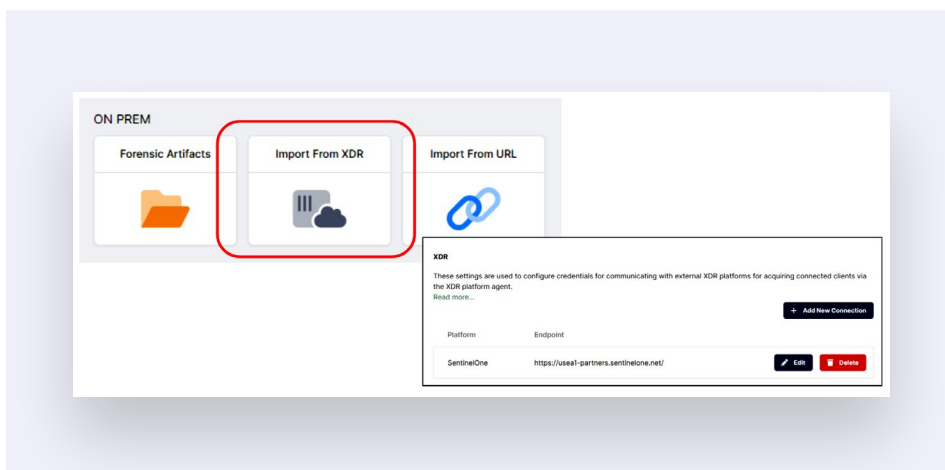 ON PREM
Forensic Artifacts
Import From XDR
Import From URL
XDR
These settings are used to configure credentials for communicating with external XDR platforms for acquiring connected clients via
the XDR platform agent.
Read more...
+ Add New Connection
Platform Endpoint
SentinelOne https://usea1-partners.sentinelone.net/ Edit Delete